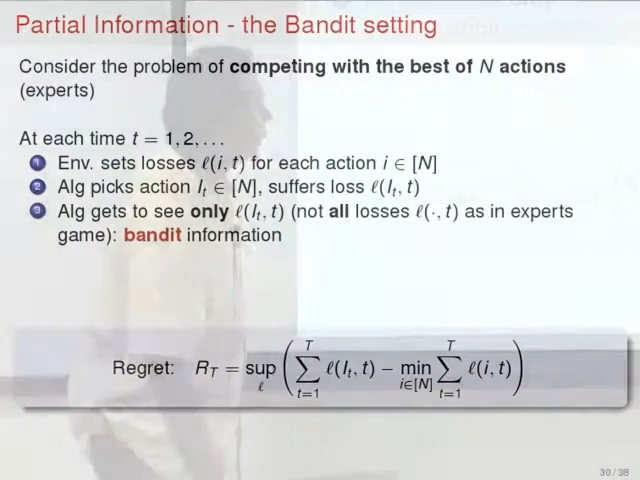 Partial Information - the Bandit setting
Consider the problem of competing with the best of N actions
(experts)
At each time t = 1, 2, . . .
1 Env. sets losses ℓ(i, t) for each action i ∈ [N]
2 Alg picks action I_t ∈ [N], suffers loss ℓ(I_t, t)
3 Alg gets to see only ℓ(I_t, t) (not all losses ℓ(·, t) as in experts
game): bandit information
Regret: R_T = sup_ℓ ( ∑_{t=1}^{T} ℓ(I_t, t) − min_{i∈[N]} ∑_{t=1}^{T} ℓ(i, t) )
30 / 38